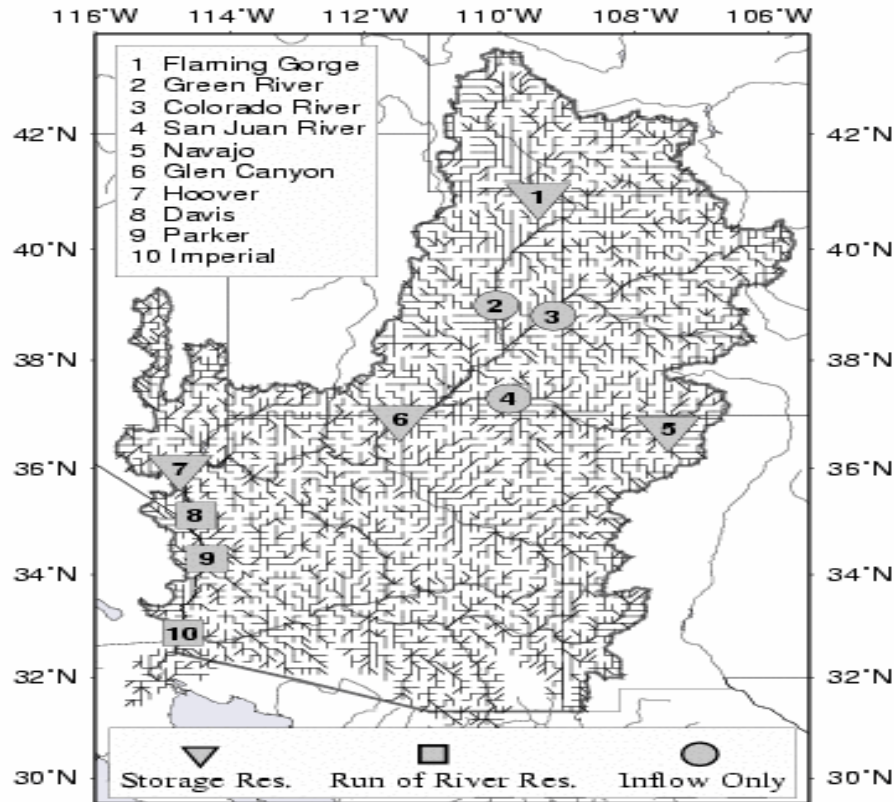 116°W 114°W 112°W 110°W 108°W 106°W
1 Flaming Gorge
2 Green River
3 Colorado River
4 San Juan River
5 Navajo
6 Glen Canyon
7 Hoover
8 Davis
9 Parker
10 Imperial
42°N 42°N
1
40°N 40°N
2
3
38°N 38°N
4
6
5
36°N 36°N
7
8
9
34°N 34°N
10
32°N 32°N
30°N 30°N
Storage Res. Run of River Res. Inflow Only